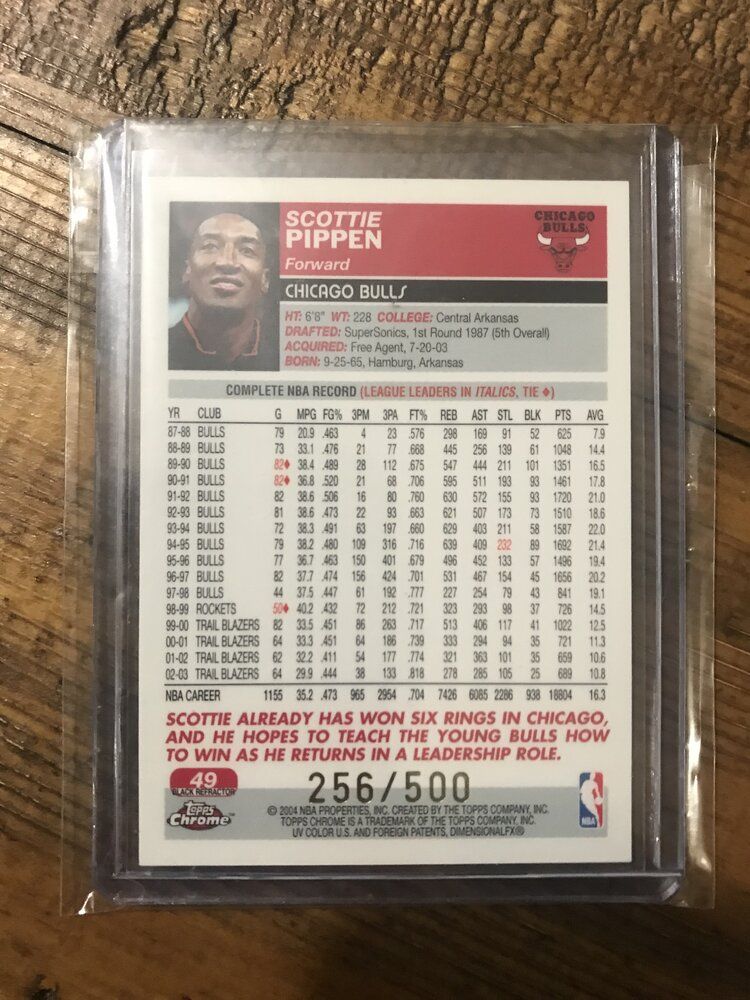 SCOTTIE
PIPPEN
Forward
CHICAGO BULLS
CHICAGO BULLS
HT: 6'8" WT: 228 COLLEGE: Central Arkansas
DRAFTED: SuperSonics, 1st Round 1987 (5th Overall)
ACQUIRED: Free Agent, 7-20-03
BORN: 9-25-65, Hamburg, Arkansas
COMPLETE NBA RECORD (LEAGUE LEADERS IN ITALICS, TIE ♦)
YR CLUB G MPG FG% 3PM 3PA FT% REB AST STL BLK PTS AVG
87-88 BULLS 79 20.9 .463 4 23 .576 298 169 91 52 625 7.9
88-89 BULLS 73 33.1 .476 21 77 .668 445 256 139 61 1048 14.4
89-90 BULLS 82♦ 38.4 .489 28 112 .675 547 444 211 101 1351 16.5
90-91 BULLS 82♦ 36.8 .520 21 68 .706 595 511 193 93 1461 17.8
91-92 BULLS 82 38.6 .506 16 80 .760 630 572 155 93 1720 21.0
92-93 BULLS 81 38.6 .473 22 93 .663 621 507 173 73 1510 18.6
93-94 BULLS 72 38.3 .491 63 197 .660 629 403 211 58 1587 22.0
94-95 BULLS 79 38.2 .480 109 316 .716 639 409 232 89 1692 21.4
95-96 BULLS 77 36.7 .463 150 401 .679 496 452 133 57 1496 19.4
96-97 BULLS 82 37.7 .474 156 424 .701 531 467 154 45 1656 20.2
97-98 BULLS 44 37.5 .447 61 192 .777 227 254 79 43 841 19.1
98-99 ROCKETS 50♦ 40.2 .432 72 212 .721 323 293 98 37 726 14.5
99-00 TRAIL BLAZERS 82 33.5 .451 86 263 .717 513 406 117 41 1022 12.5
00-01 TRAIL BLAZERS 64 33.3 .451 64 186 .739 333 294 94 35 721 11.3
01-02 TRAIL BLAZERS 62 32.2 .411 54 177 .774 321 363 101 35 659 10.6
02-03 TRAIL BLAZERS 64 29.9 .444 38 133 .818 278 285 105 25 689 10.8
NBA CAREER 1155 35.2 .473 965 2954 .704 7426 6085 2286 938 18804 16.3
SCOTTIE ALREADY HAS WON SIX RINGS IN CHICAGO,
AND HE HOPES TO TEACH THE YOUNG BULLS HOW
TO WIN AS HE RETURNS IN A LEADERSHIP ROLE.
49
BLACK REFRACTOR
256/500
Topps Chrome™
© 2004 NBA PROPERTIES, INC. CREATED BY THE TOPPS COMPANY, INC.
TOPPS CHROME IS A TRADEMARK OF THE TOPPS COMPANY, INC.
UV COLOR U.S. AND FOREIGN PATENTS, DIMENSIONALFX®
NBA